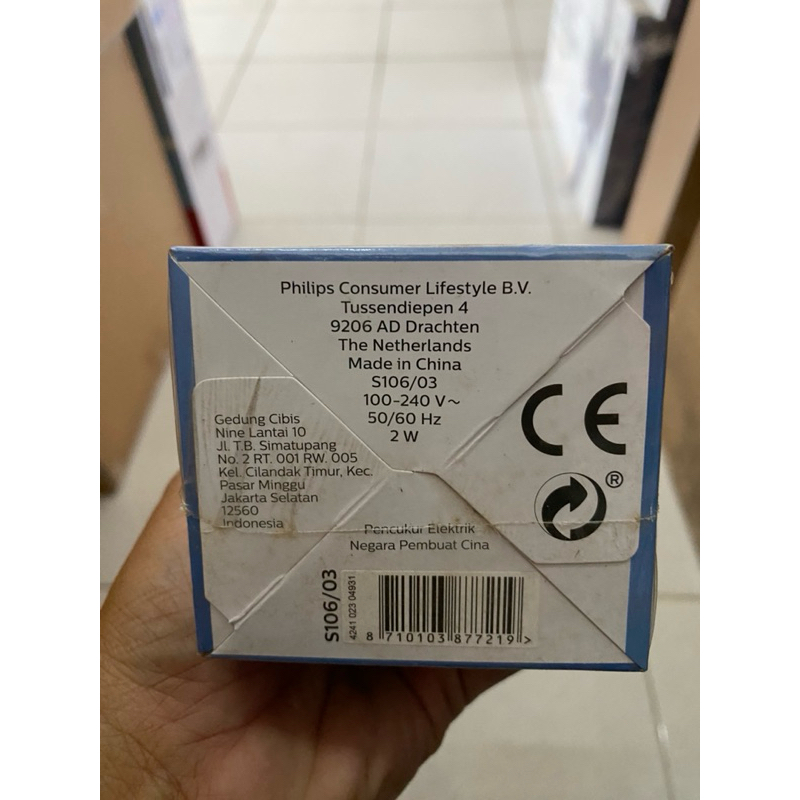 Philips Consumer Lifestyle B.V.
Tussendiepen 4
9206 AD Drachten
The Netherlands
Made in China
S106/03
100-240 V~
50/60 Hz
2 W
Gedung Cibis
Nine Lantai 10
Jl. T.B. Simatupang
No. 2 RT. 001 RW. 005
Kel. Cilandak Timur, Kec.
Pasar Minggu
Jakarta Selatan
12560
Indonesia
CE
®
Pencukur Elektrik
Negara Pembuat Cina
S106/03
4241 023 04931
8 710103 877219 >